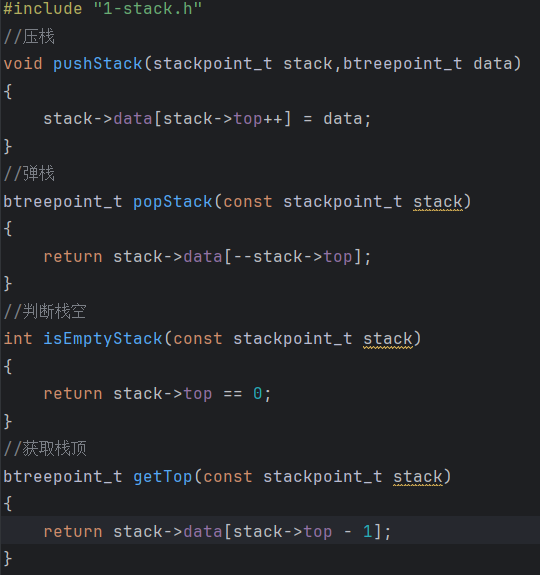 #include "1-stack.h"
//压栈
void pushStack(stackpoint_t stack,btreepoint_t data)
{
    stack->data[stack->top++] = data;
}
//弹栈
btreepoint_t popStack(const stackpoint_t stack)
{
    return stack->data[--stack->top];
}
//判断栈空
int isEmptyStack(const stackpoint_t stack)
{
    return stack->top == 0;
}
//获取栈顶
btreepoint_t getTop(const stackpoint_t stack)
{
    return stack->data[stack->top - 1];
}